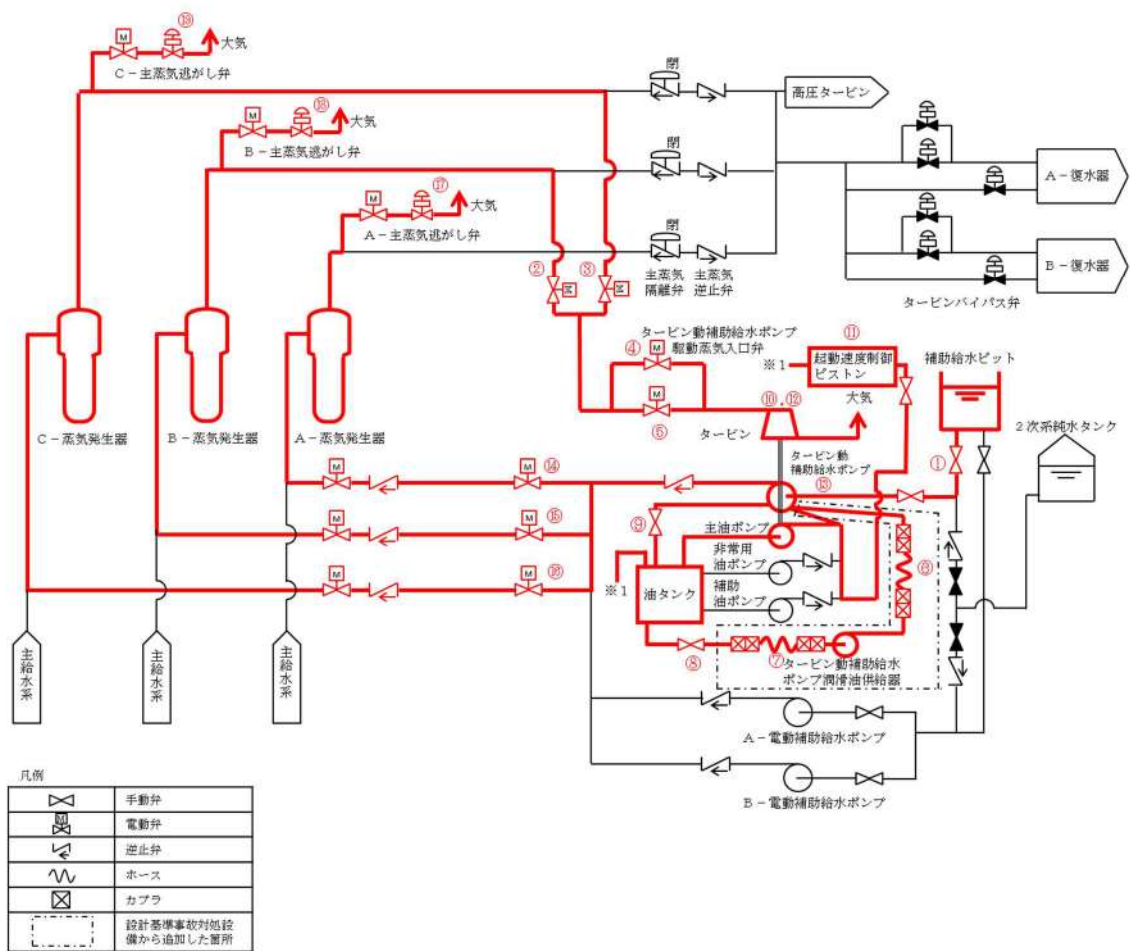 ⑲
M
大気
C-主蒸気逃がし弁
閉
高圧タービン
⑱
M
大気
B-主蒸気逃がし弁
閉
A-復水器
⑰
M
大気
A-主蒸気逃がし弁
閉
主蒸気
隔離弁
主蒸気
逆止弁
B-復水器
タービンバイパス弁
②
③
M
M
タービン動補助給水ポンプ
駆動蒸気入口弁
④
M
⑪
※1
起動速度制御
ピストン
補助給水ピット
大気
2次系純水タンク
M
⑤
⑩,⑫
タービン
C-蒸気発生器
B-蒸気発生器
A-蒸気発生器
タービン動
補助給水ポンプ
①
M
M
⑭
⑬
⑨
主油ポンプ
M
M
⑮
非常用
油ポンプ
⑥
M
M
⑯
※1
油タンク
補助
油ポンプ
⑧
⑦
タービン動補助給水
ポンプ潤滑油供給器
主給水系
主給水系
主給水系
A-電動補助給水ポンプ
B-電動補助給水ポンプ
凡例
手動弁
M
電動弁
逆止弁
ホース
カプラ
設計基準事故対処設
備から追加した箇所